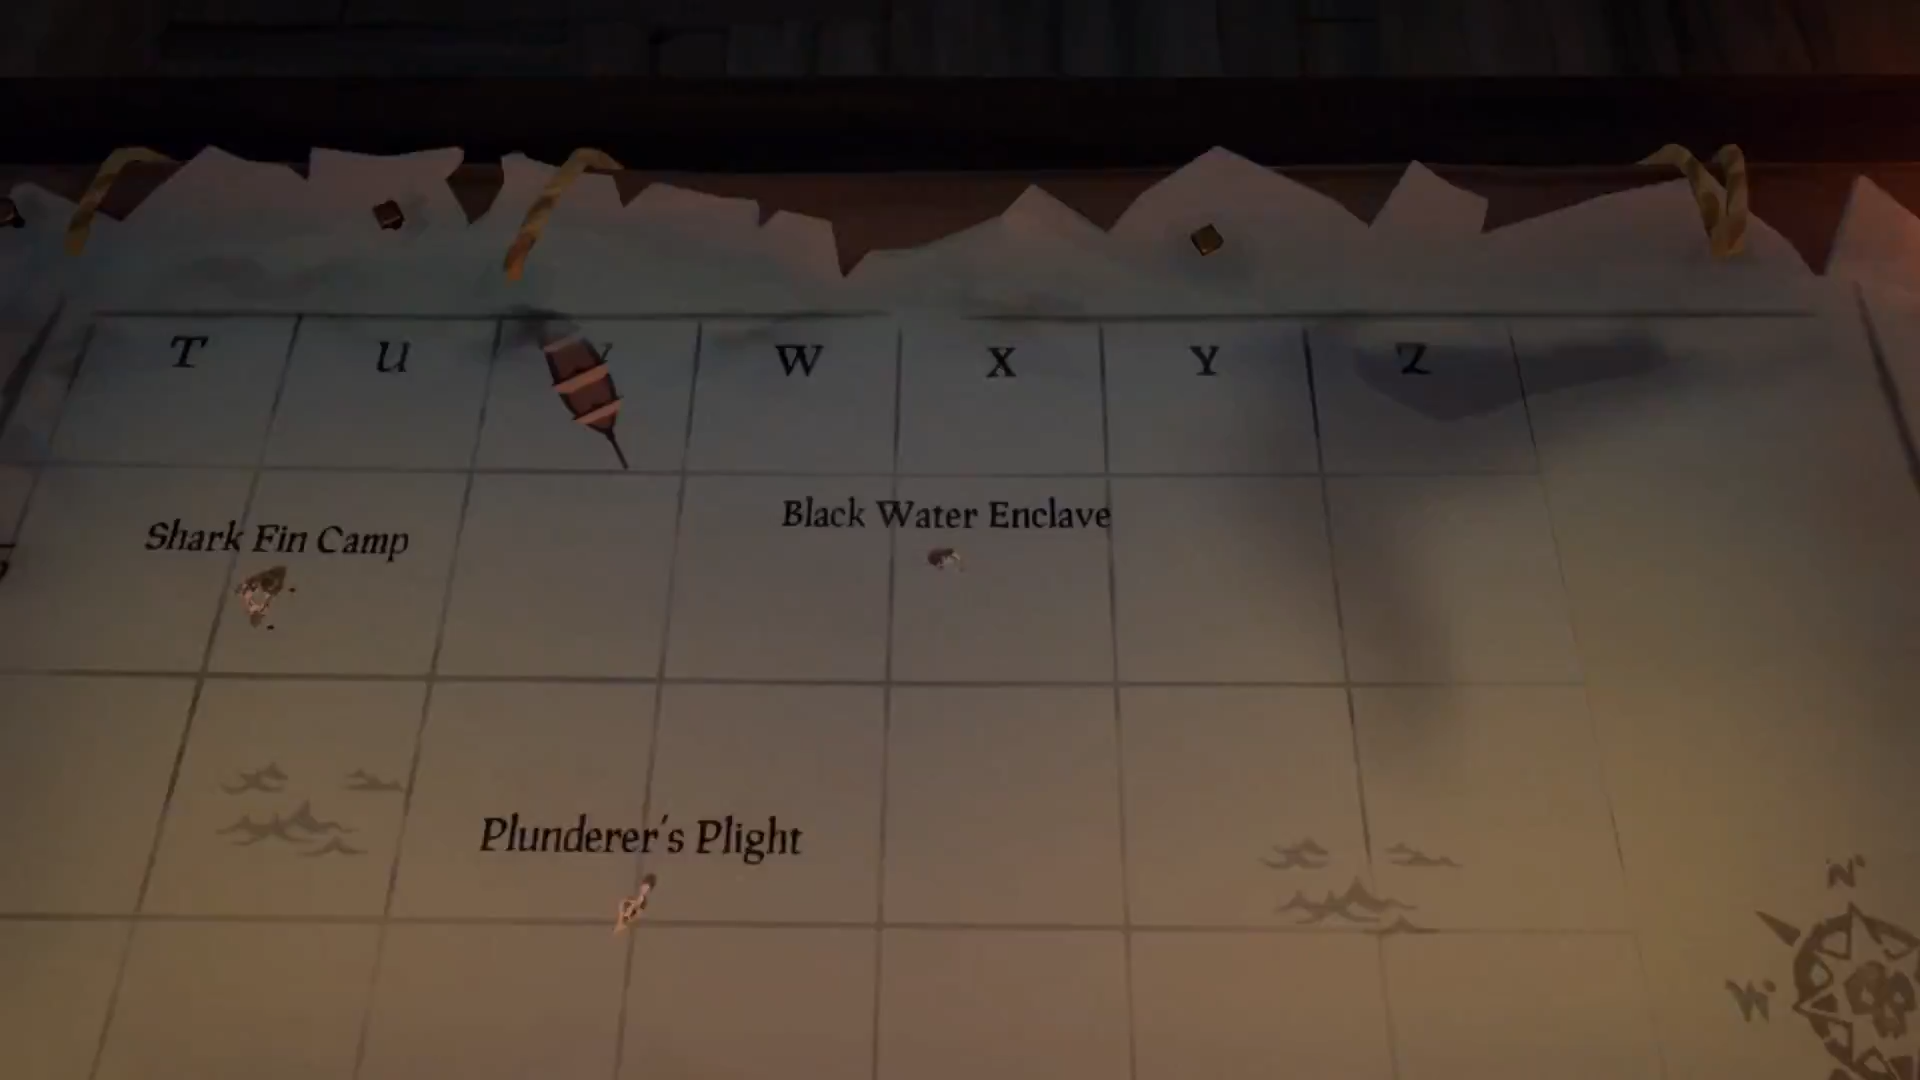 T U V W X Y Z
Shark Fin Camp
Black Water Enclave
Plunderer's Plight
N
W